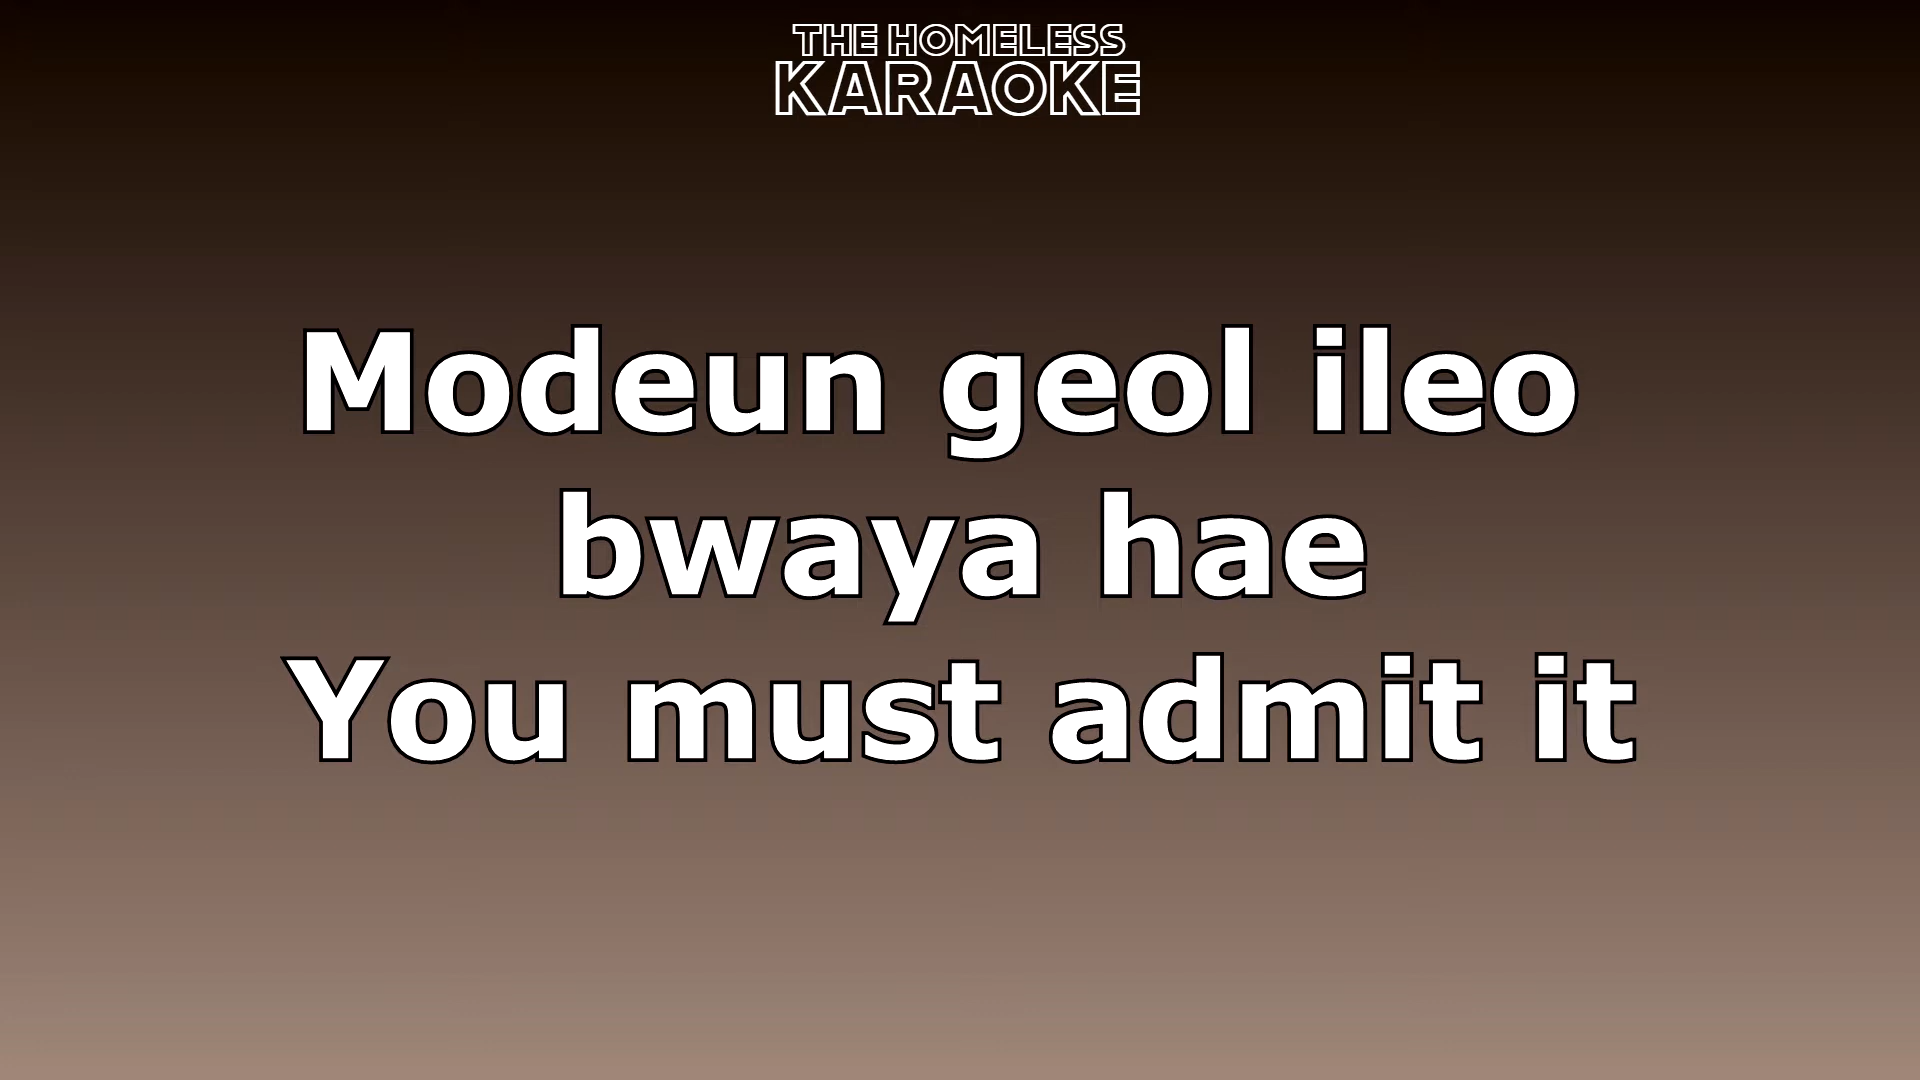 THE HOMELESS
KARAOKE
Modeun geol ileo
bwaya hae
You must admit it